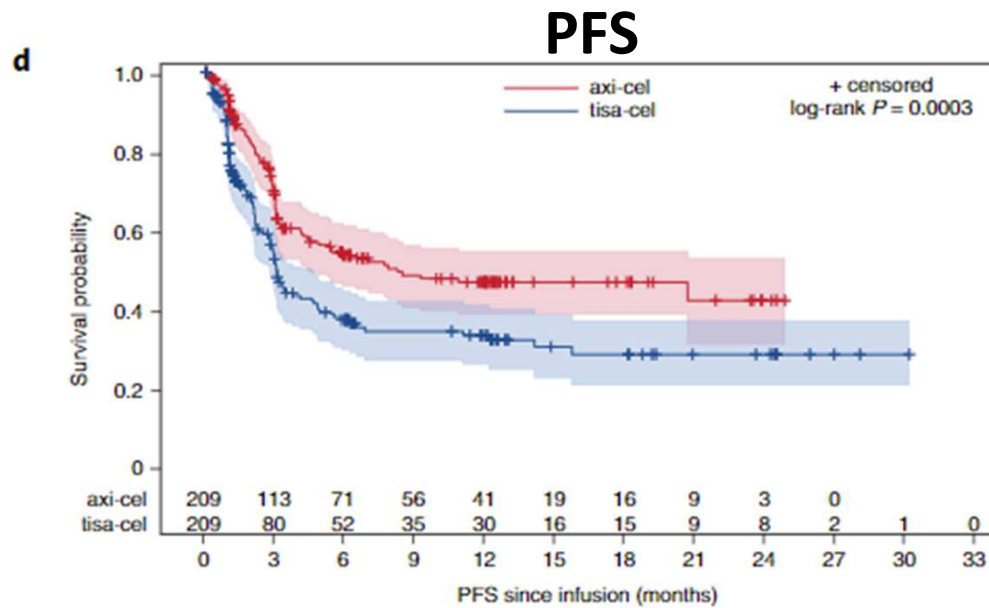 PFS
d
axi-cel
tisa-cel
+ censored
log-rank P = 0.0003
Survival probability
1.0
0.8
0.6
0.4
0.2
0
axi-cel 209 113 71 56 41 19 16 9 3 0
tisa-cel 209 80 52 35 30 16 15 9 8 2 1 0
0 3 6 9 12 15 18 21 24 27 30 33
PFS since infusion (months)